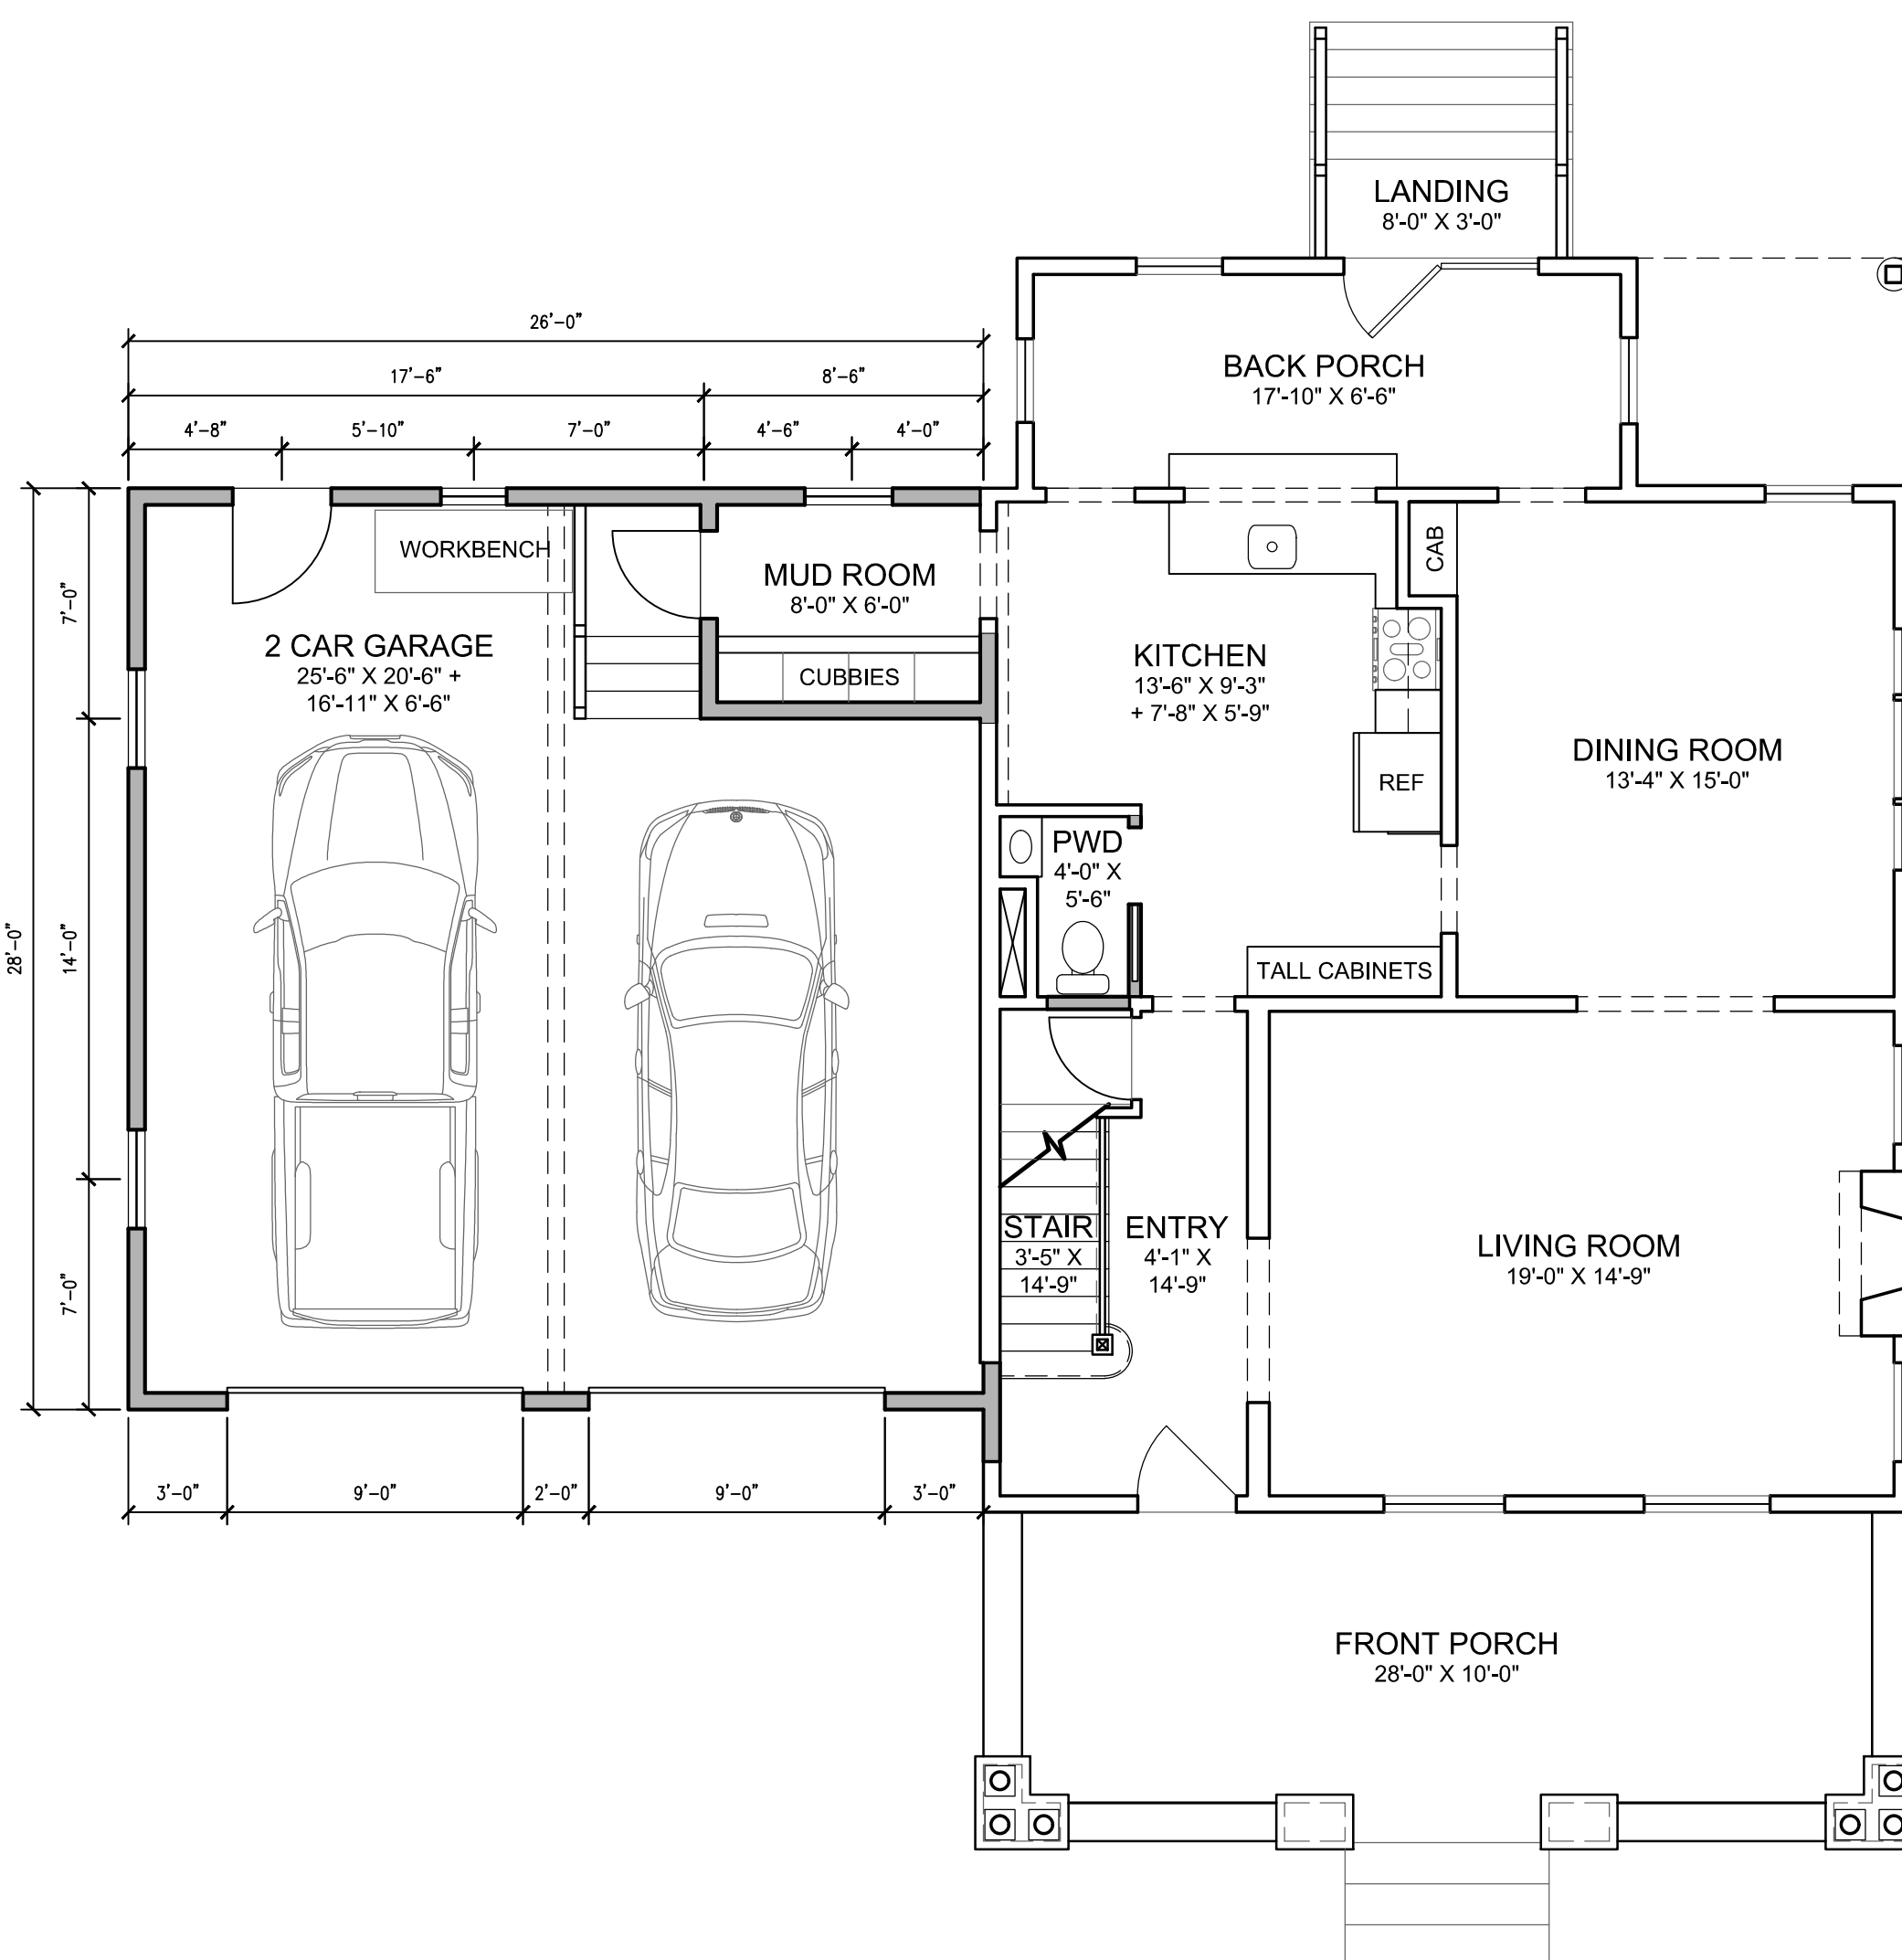 LANDING
8'-0" X 3'-0"
26'-0"
17'-6"
8'-6"
BACK PORCH
17'-10" X 6'-6"
4'-8"
5'-10"
7'-0"
4'-6"
4'-0"
WORKBENCH
CAB
MUD ROOM
8'-0" X 6'-0"
7'-0"
2 CAR GARAGE
25'-6" X 20'-6" +
16'-11" X 6'-6"
CUBBIES
KITCHEN
13'-6" X 9'-3"
+ 7'-8" X 5'-9"
DINING ROOM
13'-4" X 15'-0"
REF
PWD
4'-0" X
5'-6"
28'-0"
14'-0"
TALL CABINETS
STAIR
3'-5" X
14'-9"
ENTRY
4'-1" X
14'-9"
LIVING ROOM
19'-0" X 14'-9"
7'-0"
3'-0"
9'-0"
2'-0"
9'-0"
3'-0"
FRONT PORCH
28'-0" X 10'-0"